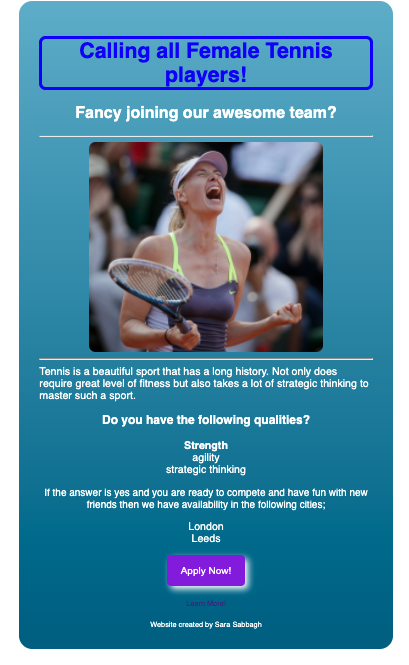 Calling all Female Tennis
players!
Fancy joining our awesome team?
Tennis is a beautiful sport that has a long history. Not only does
require great level of fitness but also takes a lot of strategic thinking to
master such a sport.
Do you have the following qualities?
Strength
agility
strategic thinking
If the answer is yes and you are ready to compete and have fun with new
friends then we have availability in the following cities;
London
Leeds
Apply Now!
Learn More!
Website created by Sara Sabbagh